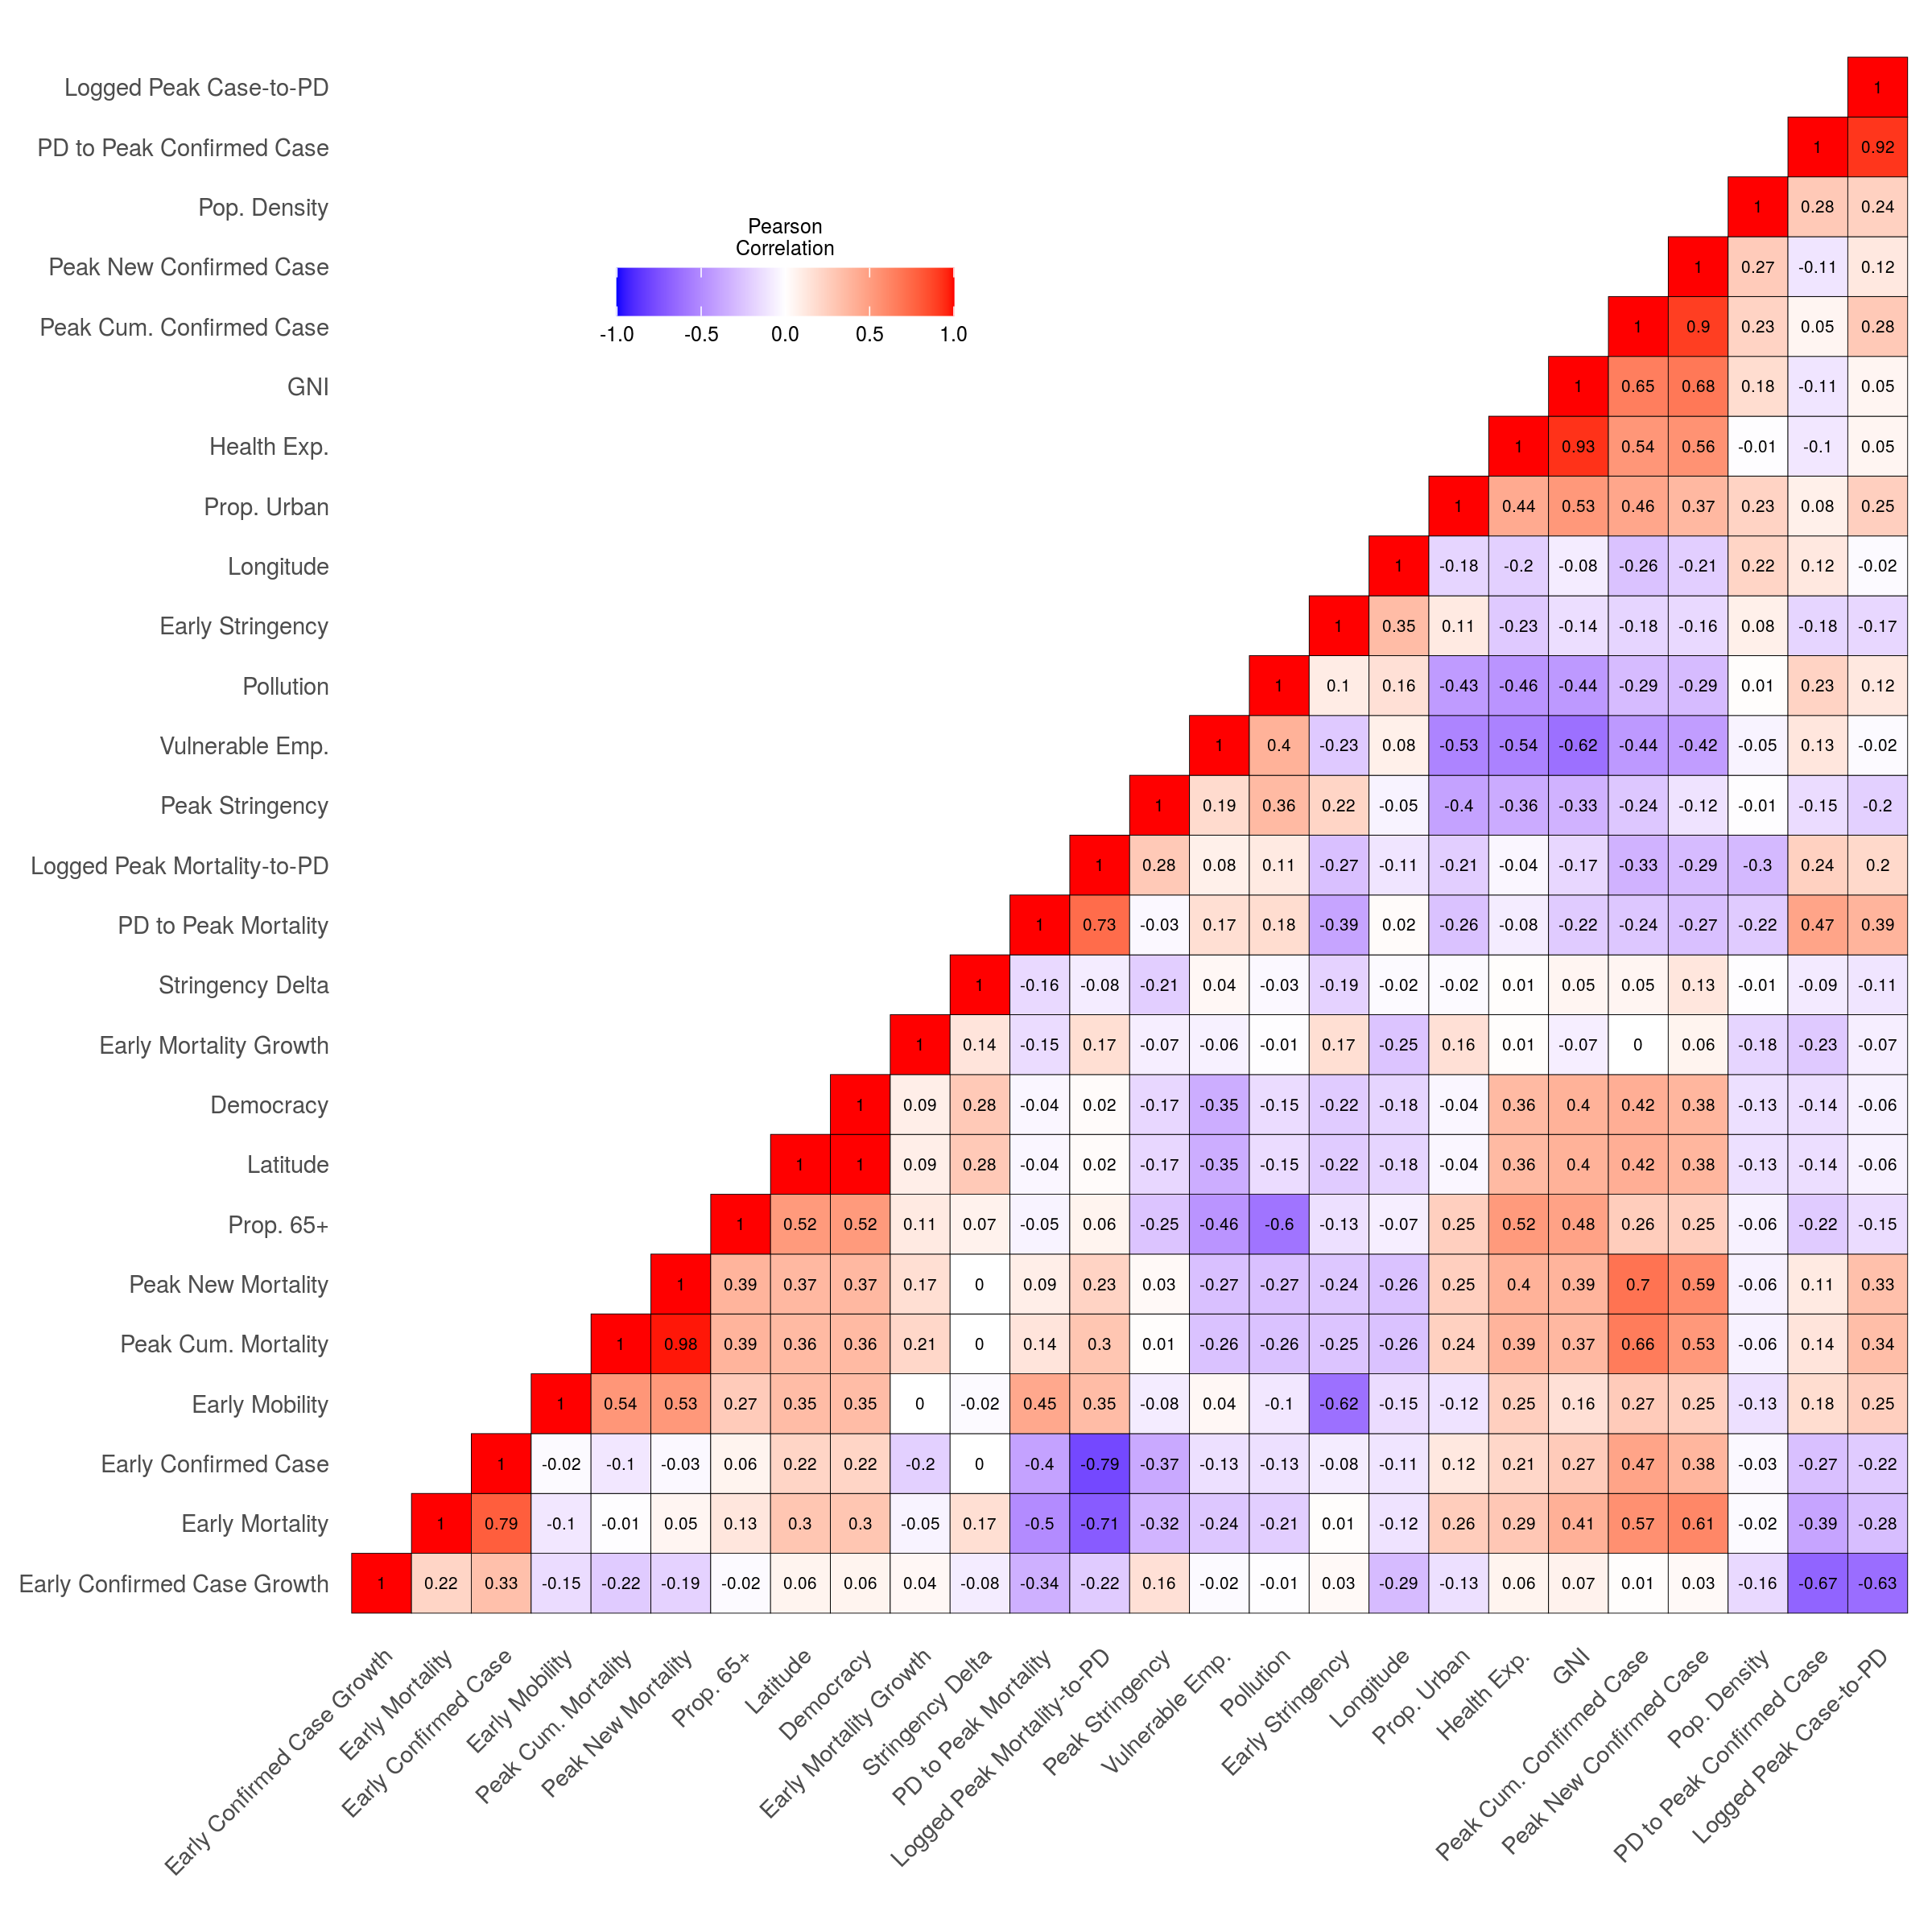 Logged Peak Case-to-PD 1
PD to Peak Confirmed Case 1 0.92
Pop. Density 1 0.28 0.24
Pearson
Correlation
Peak New Confirmed Case 1 0.27 -0.11 0.12
-1.0 -0.5 0.0 0.5 1.0
Peak Cum. Confirmed Case 1 0.9 0.23 0.05 0.28
GNI 1 0.65 0.68 0.18 -0.11 0.05
Health Exp. 1 0.93 0.54 0.56 -0.01 -0.1 0.05
Prop. Urban 1 0.44 0.53 0.46 0.37 0.23 0.08 0.25
Longitude 1 -0.18 -0.2 -0.08 -0.26 -0.21 0.22 0.12 -0.02
Early Stringency 1 0.35 0.11 -0.23 -0.14 -0.18 -0.16 0.08 -0.18 -0.17
Pollution 1 0.1 0.16 -0.43 -0.46 -0.44 -0.29 -0.29 0.01 0.23 0.12
Vulnerable Emp. 1 0.4 -0.23 0.08 -0.53 -0.54 -0.62 -0.44 -0.42 -0.05 0.13 -0.02
Peak Stringency 1 0.19 0.36 0.22 -0.05 -0.4 -0.36 -0.33 -0.24 -0.12 -0.01 -0.15 -0.2
Logged Peak Mortality-to-PD 1 0.28 0.08 0.11 -0.27 -0.11 -0.21 -0.04 -0.17 -0.33 -0.29 -0.3 0.24 0.2
PD to Peak Mortality 1 0.73 -0.03 0.17 0.18 -0.39 0.02 -0.26 -0.08 -0.22 -0.24 -0.27 -0.22 0.47 0.39
Stringency Delta 1 -0.16 -0.08 -0.21 0.04 -0.03 -0.19 -0.02 -0.02 0.01 0.05 0.05 0.13 -0.01 -0.09 -0.11
Early Mortality Growth 1 0.14 -0.15 0.17 -0.07 -0.06 -0.01 0.17 -0.25 0.16 0.01 -0.07 0 0.06 -0.18 -0.23 -0.07
Democracy 1 0.09 0.28 -0.04 0.02 -0.17 -0.35 -0.15 -0.22 -0.18 -0.04 0.36 0.4 0.42 0.38 -0.13 -0.14 -0.06
Latitude 1 1 0.09 0.28 -0.04 0.02 -0.17 -0.35 -0.15 -0.22 -0.18 -0.04 0.36 0.4 0.42 0.38 -0.13 -0.14 -0.06
Prop. 65+ 1 0.52 0.52 0.11 0.07 -0.05 0.06 -0.25 -0.46 -0.6 -0.13 -0.07 0.25 0.52 0.48 0.26 0.25 -0.06 -0.22 -0.15
Peak New Mortality 1 0.39 0.37 0.37 0.17 0 0.09 0.23 0.03 -0.27 -0.27 -0.24 -0.26 0.25 0.4 0.39 0.7 0.59 -0.06 0.11 0.33
Peak Cum. Mortality 1 0.98 0.39 0.36 0.36 0.21 0 0.14 0.3 0.01 -0.26 -0.26 -0.25 -0.26 0.24 0.39 0.37 0.66 0.53 -0.06 0.14 0.34
Early Mobility 1 0.54 0.53 0.27 0.35 0.35 0 -0.02 0.45 0.35 -0.08 0.04 -0.1 -0.62 -0.15 -0.12 0.25 0.16 0.27 0.25 -0.13 0.18 0.25
Early Confirmed Case 1 -0.02 -0.1 -0.03 0.06 0.22 0.22 -0.2 0 -0.4 -0.79 -0.37 -0.13 -0.13 -0.08 -0.11 0.12 0.21 0.27 0.47 0.38 -0.03 -0.27 -0.22
Early Mortality 1 0.79 -0.1 -0.01 0.05 0.13 0.3 0.3 -0.05 0.17 -0.5 -0.71 -0.32 -0.24 -0.21 0.01 -0.12 0.26 0.29 0.41 0.57 0.61 -0.02 -0.39 -0.28
Early Confirmed Case Growth 1 0.22 0.33 -0.15 -0.22 -0.19 -0.02 0.06 0.06 0.04 -0.08 -0.34 -0.22 0.16 -0.02 -0.01 0.03 -0.29 -0.13 0.06 0.07 0.01 0.03 -0.16 -0.67 -0.63
Early Confirmed Case Growth
Early Mortality
Early Confirmed Case
Early Mobility
Peak Cum. Mortality
Peak New Mortality
Prop. 65+
Latitude
Democracy
Early Mortality Growth
Stringency Delta
PD to Peak Mortality
Logged Peak Mortality-to-PD
Peak Stringency
Vulnerable Emp.
Pollution
Early Stringency
Longitude
Prop. Urban
Health Exp.
GNI
Peak Cum. Confirmed Case
Peak New Confirmed Case
Pop. Density
PD to Peak Confirmed Case
Logged Peak Case-to-PD